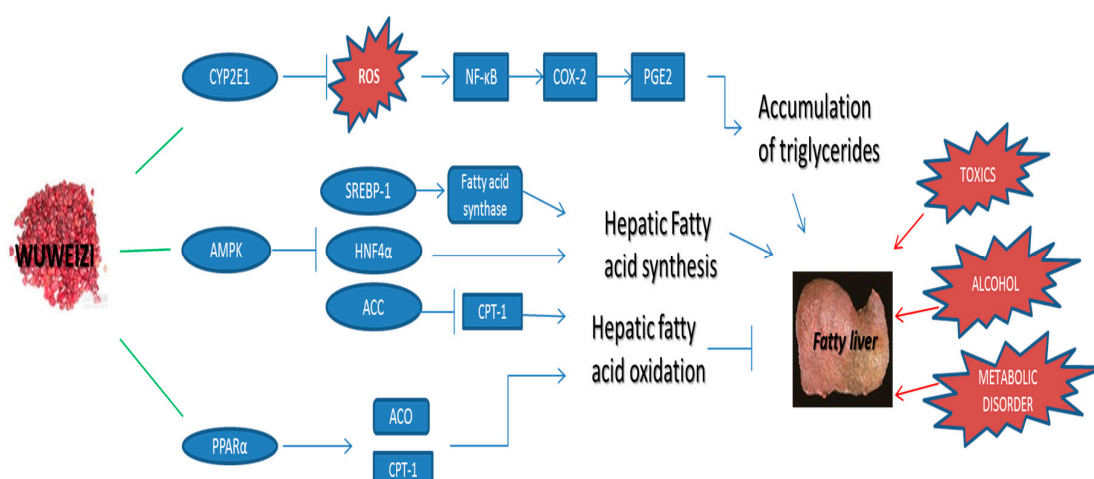 CYP2E1
ROS
NF-κB
COX-2
PGE2
Accumulation
of triglycerides
TOXICS
SREBP-1
Fatty acid
synthase
WUWEIZI
AMPK
HNF4α
Hepatic Fatty
acid synthesis
ALCOHOL
ACC
CPT-1
Hepatic fatty
acid oxidation
Fatty liver
METABOLIC
DISORDER
PPARα
ACO
CPT-1